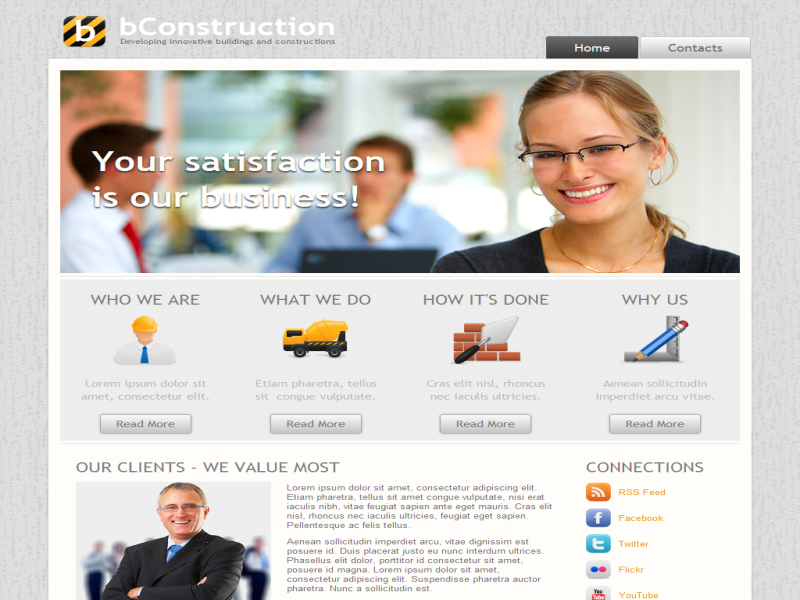 b
bConstruction
Developing innovative buildings and constructions
Home
Contacts
Your satisfaction
is our business!
WHO WE ARE
Lorem ipsum dolor sit
amet, consectetur elit.
Read More
WHAT WE DO
Etiam pharetra, tellus
sit congue vulputate.
Read More
HOW IT'S DONE
Cras elit nisl, rhoncus
nec iaculis ultricies.
Read More
WHY US
Aenean sollicitudin
imperdiet arcu vitae.
Read More
OUR CLIENTS - WE VALUE MOST
Lorem ipsum dolor sit amet, consectetur adipiscing elit.
Etiam pharetra, tellus sit amet congue vulputate, nisi erat
iaculis nibh, vitae feugiat sapien ante eget mauris. Cras elit
nisl, rhoncus nec iaculis ultricies, feugiat eget sapien.
Pellentesque ac felis tellus.
Aenean sollicitudin imperdiet arcu, vitae dignissim est
posuere id. Duis placerat justo eu nunc interdum ultrices.
Phasellus elit dolor, porttitor id consectetur sit amet,
posuere id magna. Lorem ipsum dolor sit amet,
consectetur adipiscing elit. Suspendisse pharetra auctor
pharetra. Nunc a sollicitudin est.
CONNECTIONS
RSS Feed
f
Facebook
t
Twitter
Flickr
You
YouTube